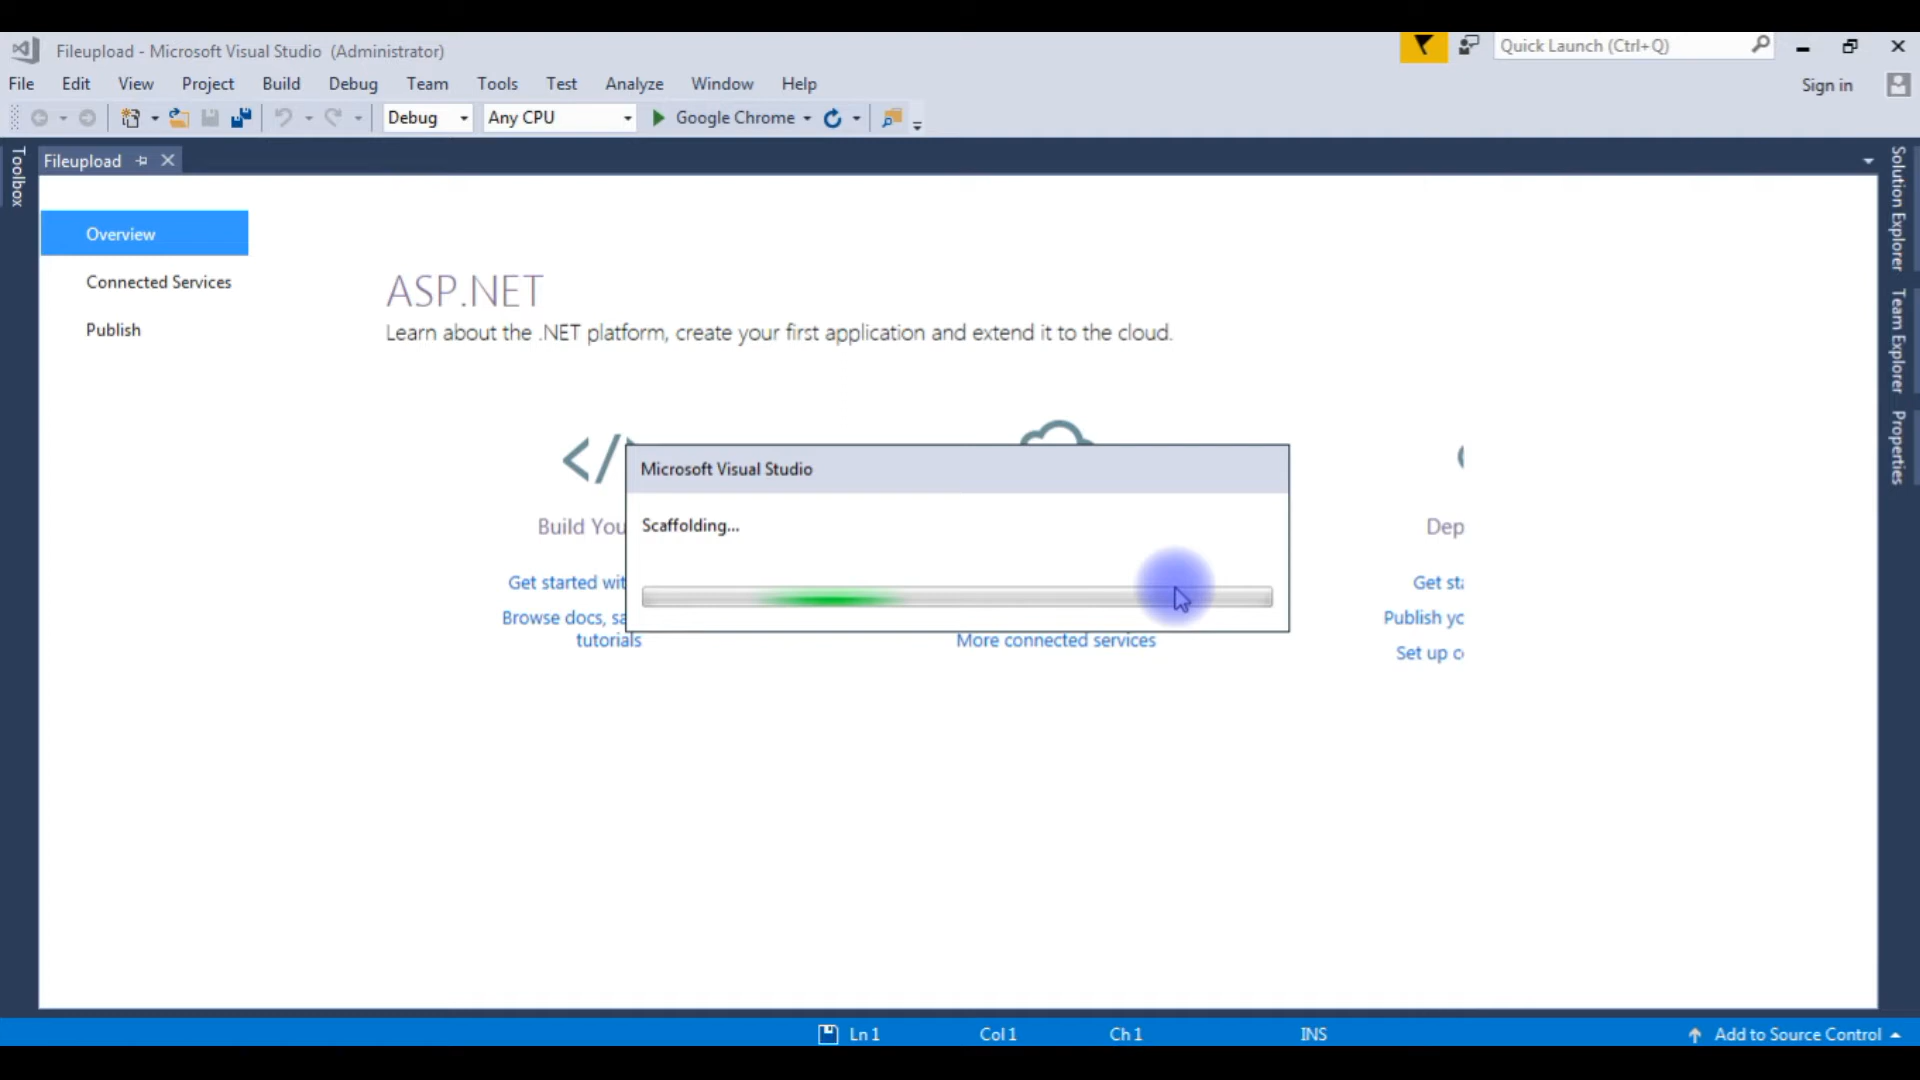 Fileupload - Microsoft Visual Studio (Administrator)
Quick Launch (Ctrl+Q)
File Edit View Project Build Debug Team Tools Test Analyze Window Help
Sign in
Debug Any CPU Google Chrome
Toolbox
Fileupload
Solution Explorer
Team Explorer
Properties
Overview
Connected Services
Publish
ASP.NET
Learn about the .NET platform, create your first application and extend it to the cloud.
Microsoft Visual Studio
Scaffolding...
Build You
Dep
Get started wit
Get sta
Browse docs, sa
Publish yo
tutorials
More connected services
Set up co
Ln 1 Col 1 Ch 1 INS Add to Source Control